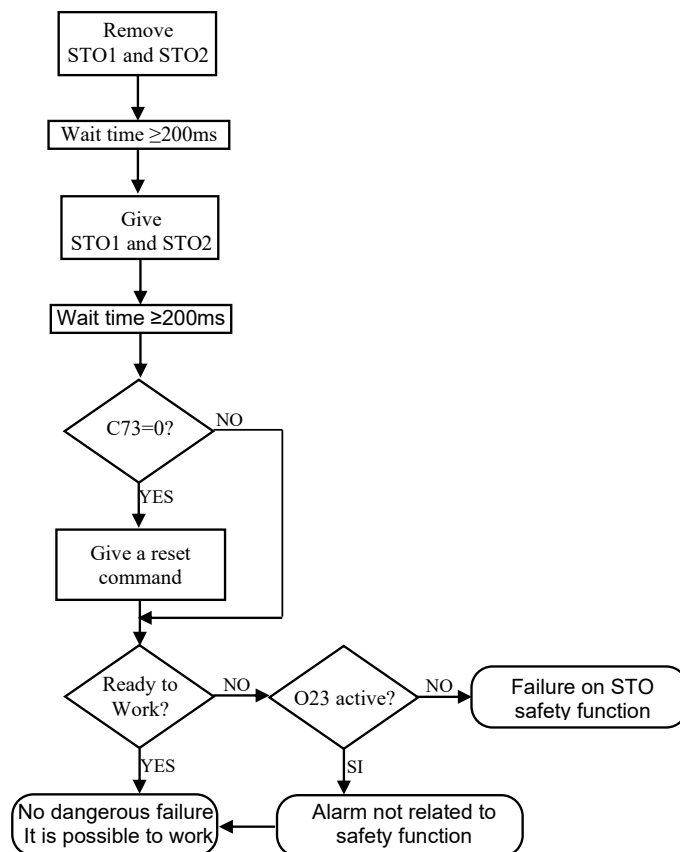 Remove
STO1 and STO2
Wait time ≥200ms
Give
STO1 and STO2
Wait time ≥200ms
C73=0?
NO
YES
Give a reset
command
Ready to
Work?
NO
O23 active?
NO
Failure on STO
safety function
YES
SI
No dangerous failure
It is possible to work
Alarm not related to
safety function